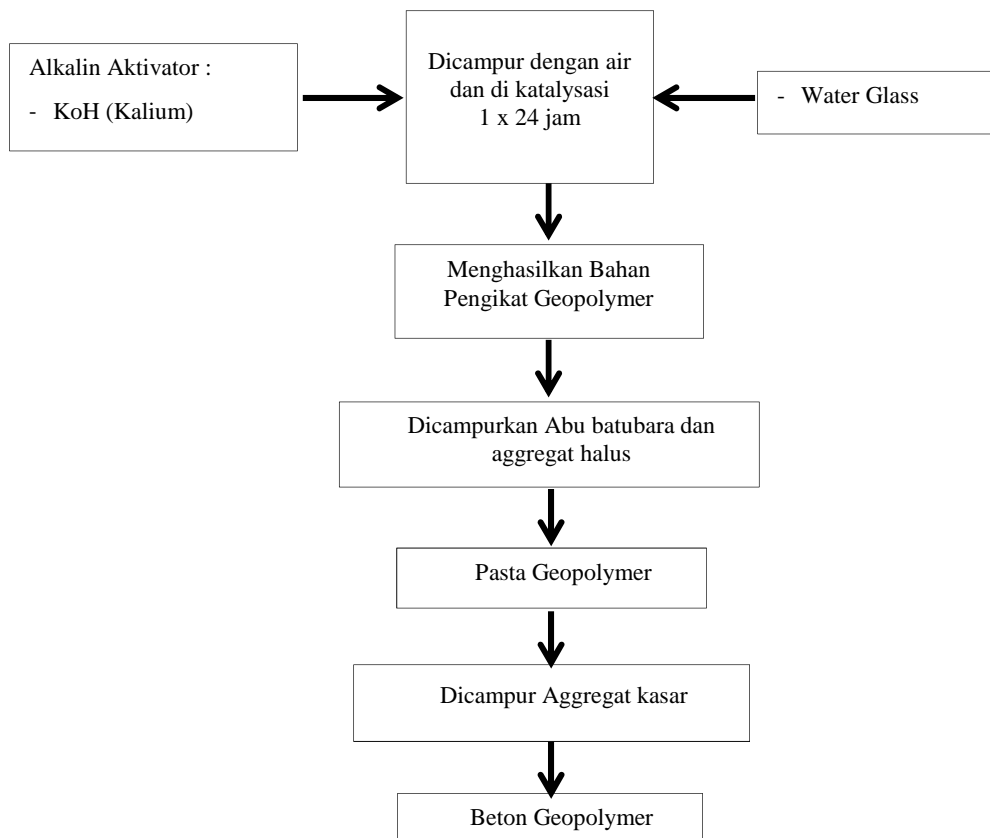 Alkalin Aktivator :
- KoH (Kalium)
Dicampur dengan air
dan di katalysasi
1 x 24 jam
- Water Glass
Menghasilkan Bahan
Pengikat Geopolymer
Dicampurkan Abu batubara dan
aggregat halus
Pasta Geopolymer
Dicampur Aggregat kasar
Beton Geopolymer